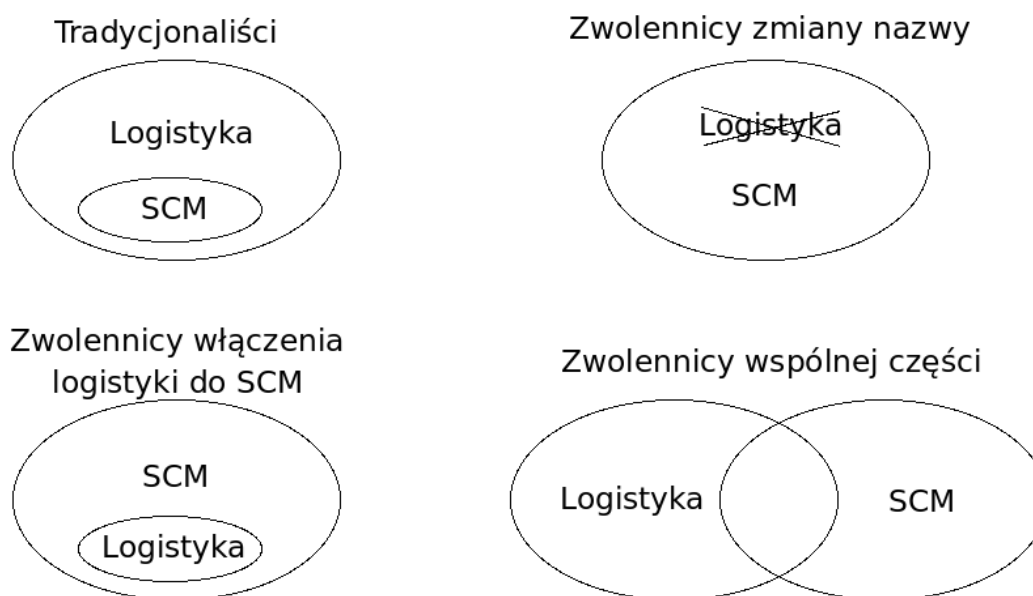 Tradycjonaliści
Logistyka
SCM
Zwolennicy zmiany nazwy
Logistyka
SCM
Zwolennicy włączenia
logistyki do SCM
SCM
Logistyka
Zwolennicy wspólnej części
Logistyka
SCM